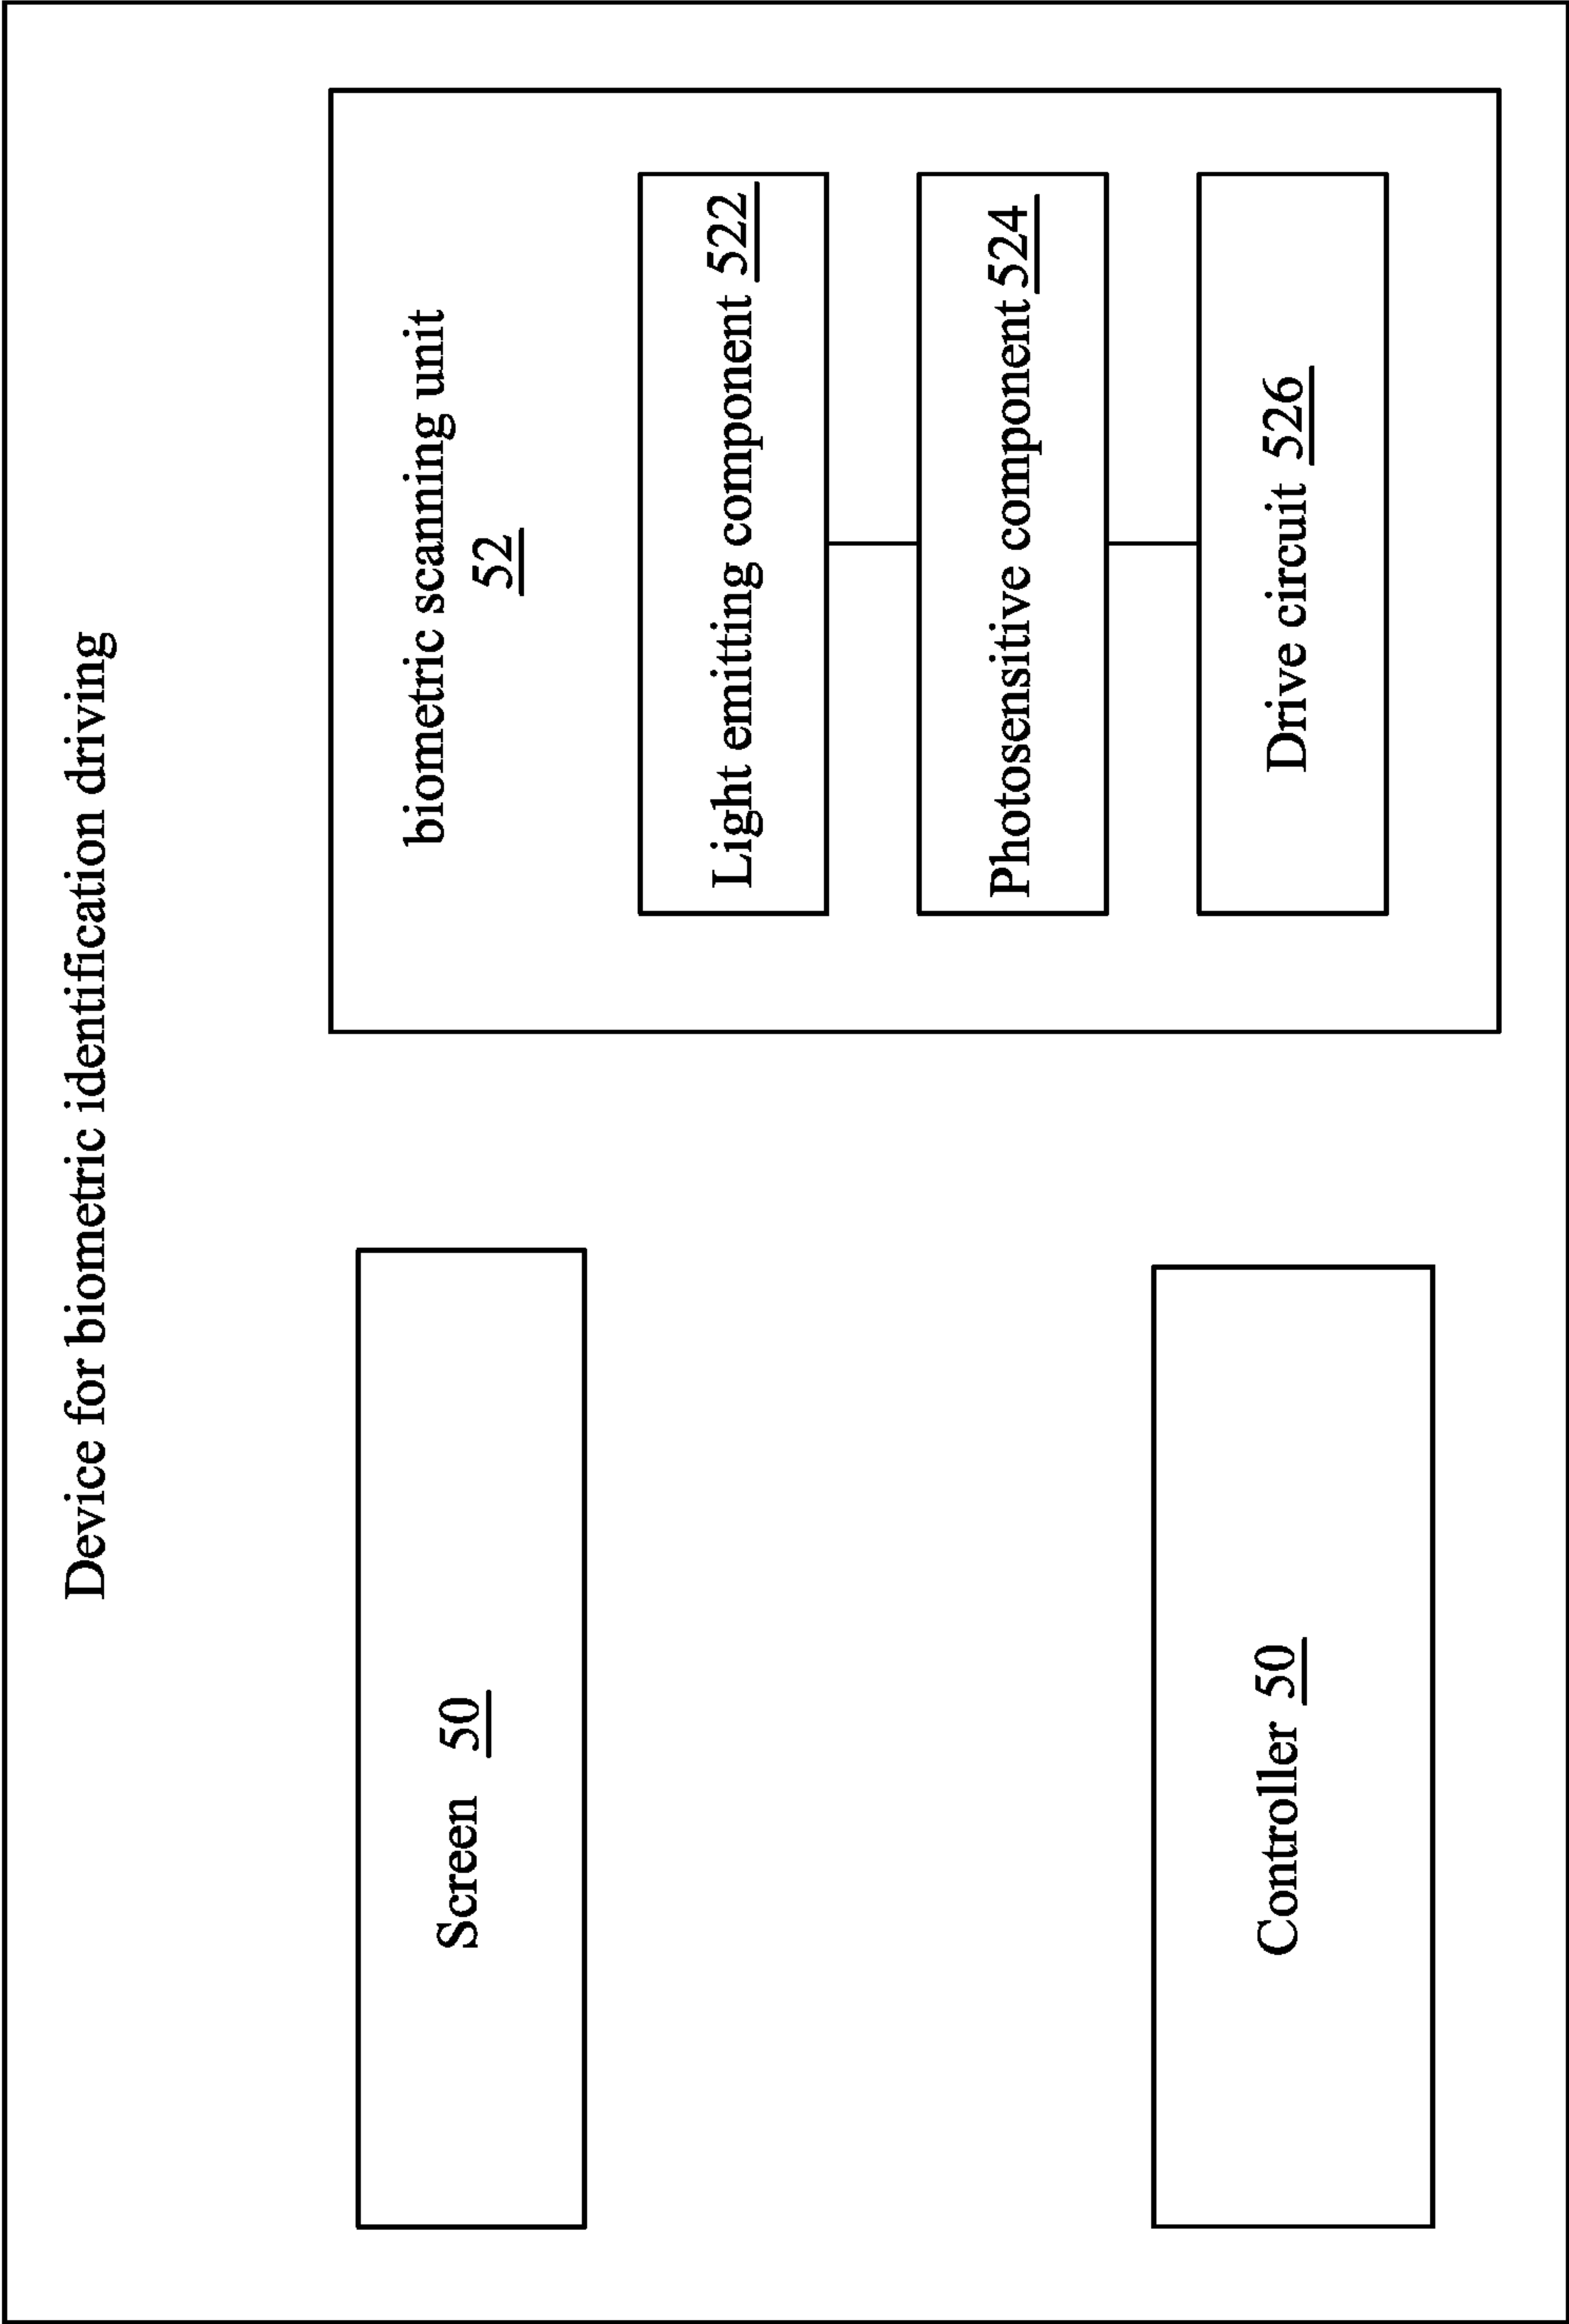 Device for biometric identification driving
Screen 50
Controller 50
biometric scanning unit
52
Light emitting component 522
Photosensitive component 524
Drive circuit 526